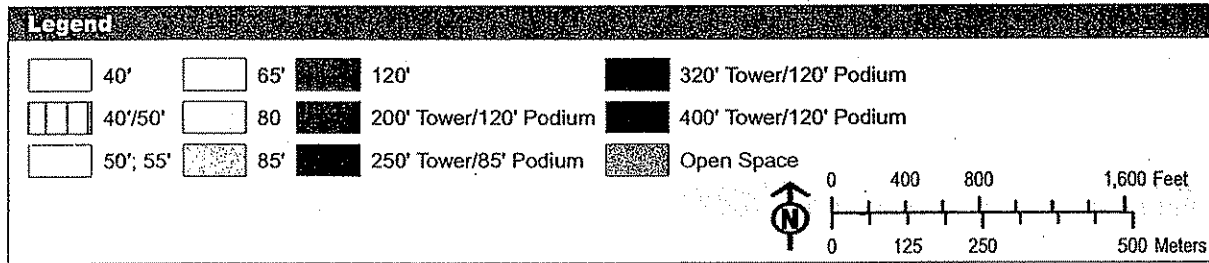 Legend
40' 65' 120' 320' Tower/120' Podium
40'/50' 80 200' Tower/120' Podium 400' Tower/120' Podium
50'; 55' 85' 250' Tower/85' Podium Open Space
0 400 800 1,600 Feet
N
0 125 250 500 Meters